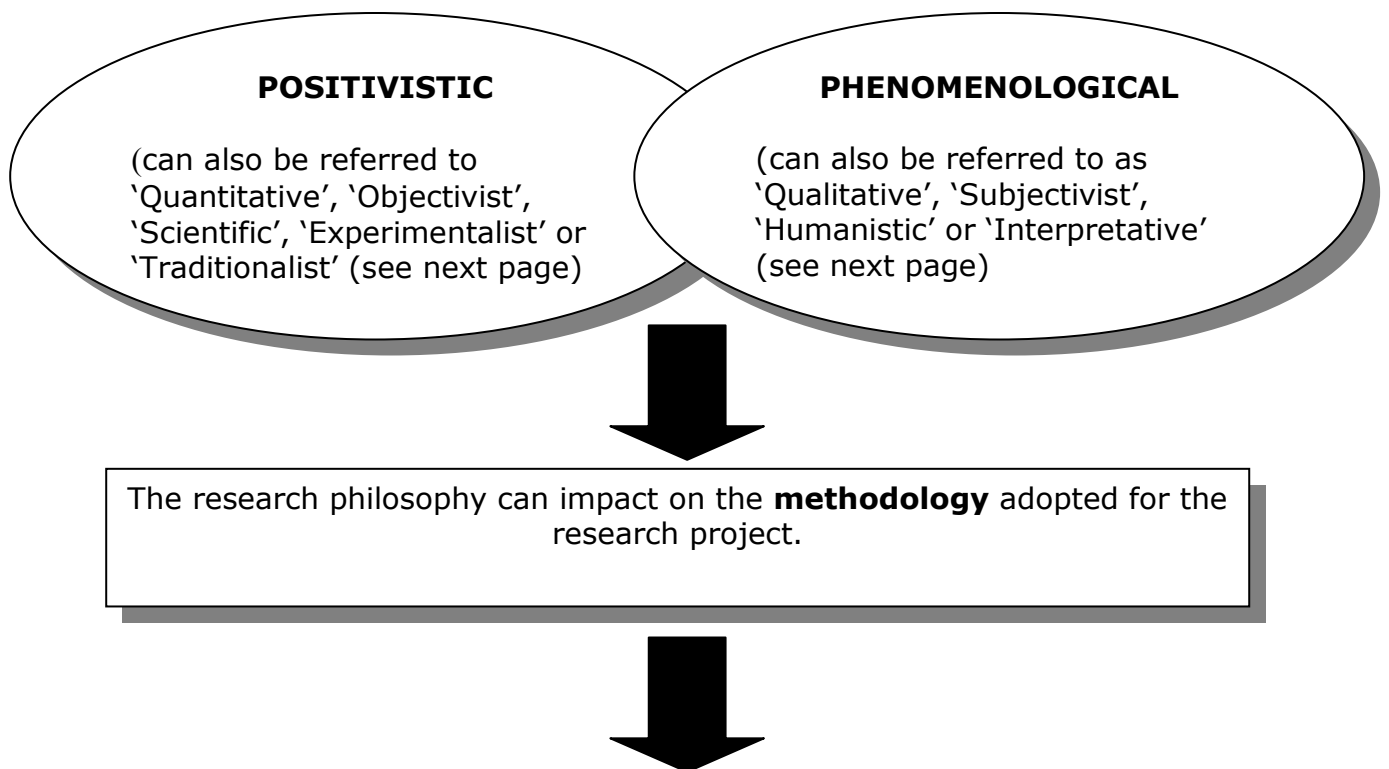 POSITIVISTIC
(can also be referred to
‘Quantitative’, ‘Objectivist’,
‘Scientific’, ‘Experimentalist’ or
‘Traditionalist’ (see next page)
PHENOMENOLOGICAL
(can also be referred to as
‘Qualitative’, ‘Subjectivist’,
‘Humanistic’ or ‘Interpretative’
(see next page)
The research philosophy can impact on the methodology adopted for the
research project.